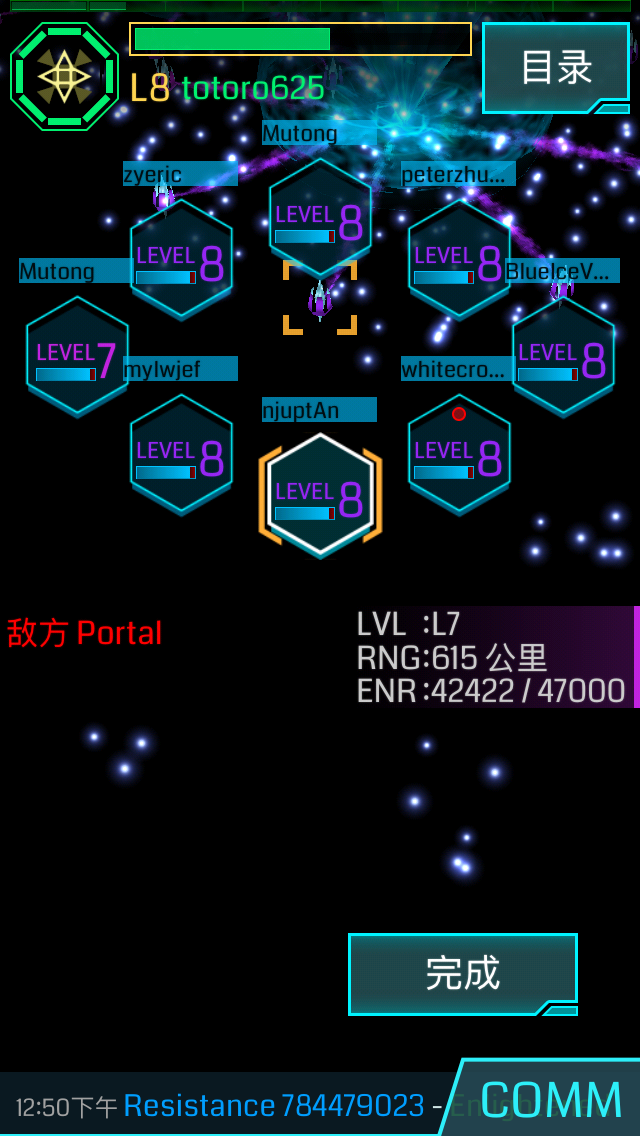 L8 totoro625
目录
Mutong
zyeric
peterzhu...
LEVEL 8
LEVEL 8
LEVEL 8
Mutong
BlueIceV...
LEVEL 7
LEVEL 8
mylwjef
whitecro...
njuptAn
LEVEL 8
LEVEL 8
LEVEL 8
敌方 Portal
LVL :L7
RNG:615 公里
ENR :42422 / 47000
完成
12:50下午 Resistance 784479023 -
COMM